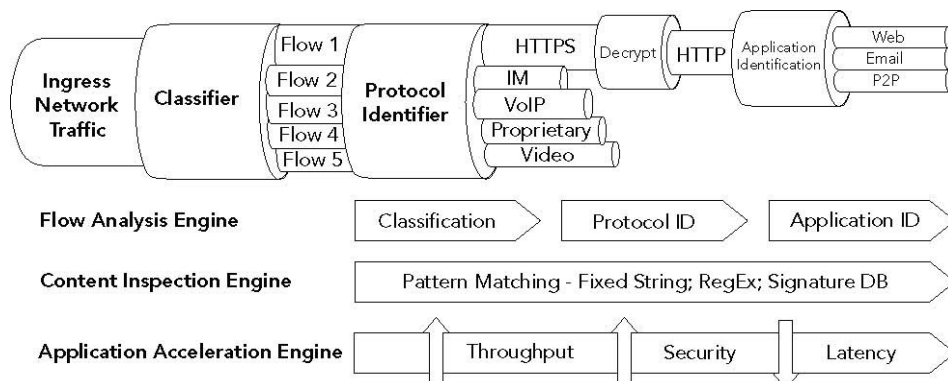 Ingress
Network
Traffic
Classifier
Flow 1
Flow 2
Flow 3
Flow 4
Flow 5
Protocol
Identifier
HTTPS
IM
VoIP
Proprietary
Video
Decrypt
HTTP
Application
Identification
Web
Email
P2P
Flow Analysis Engine
Classification
Protocol ID
Application ID
Content Inspection Engine
Pattern Matching - Fixed String; RegEx; Signature DB
Application Acceleration Engine
Throughput
Security
Latency